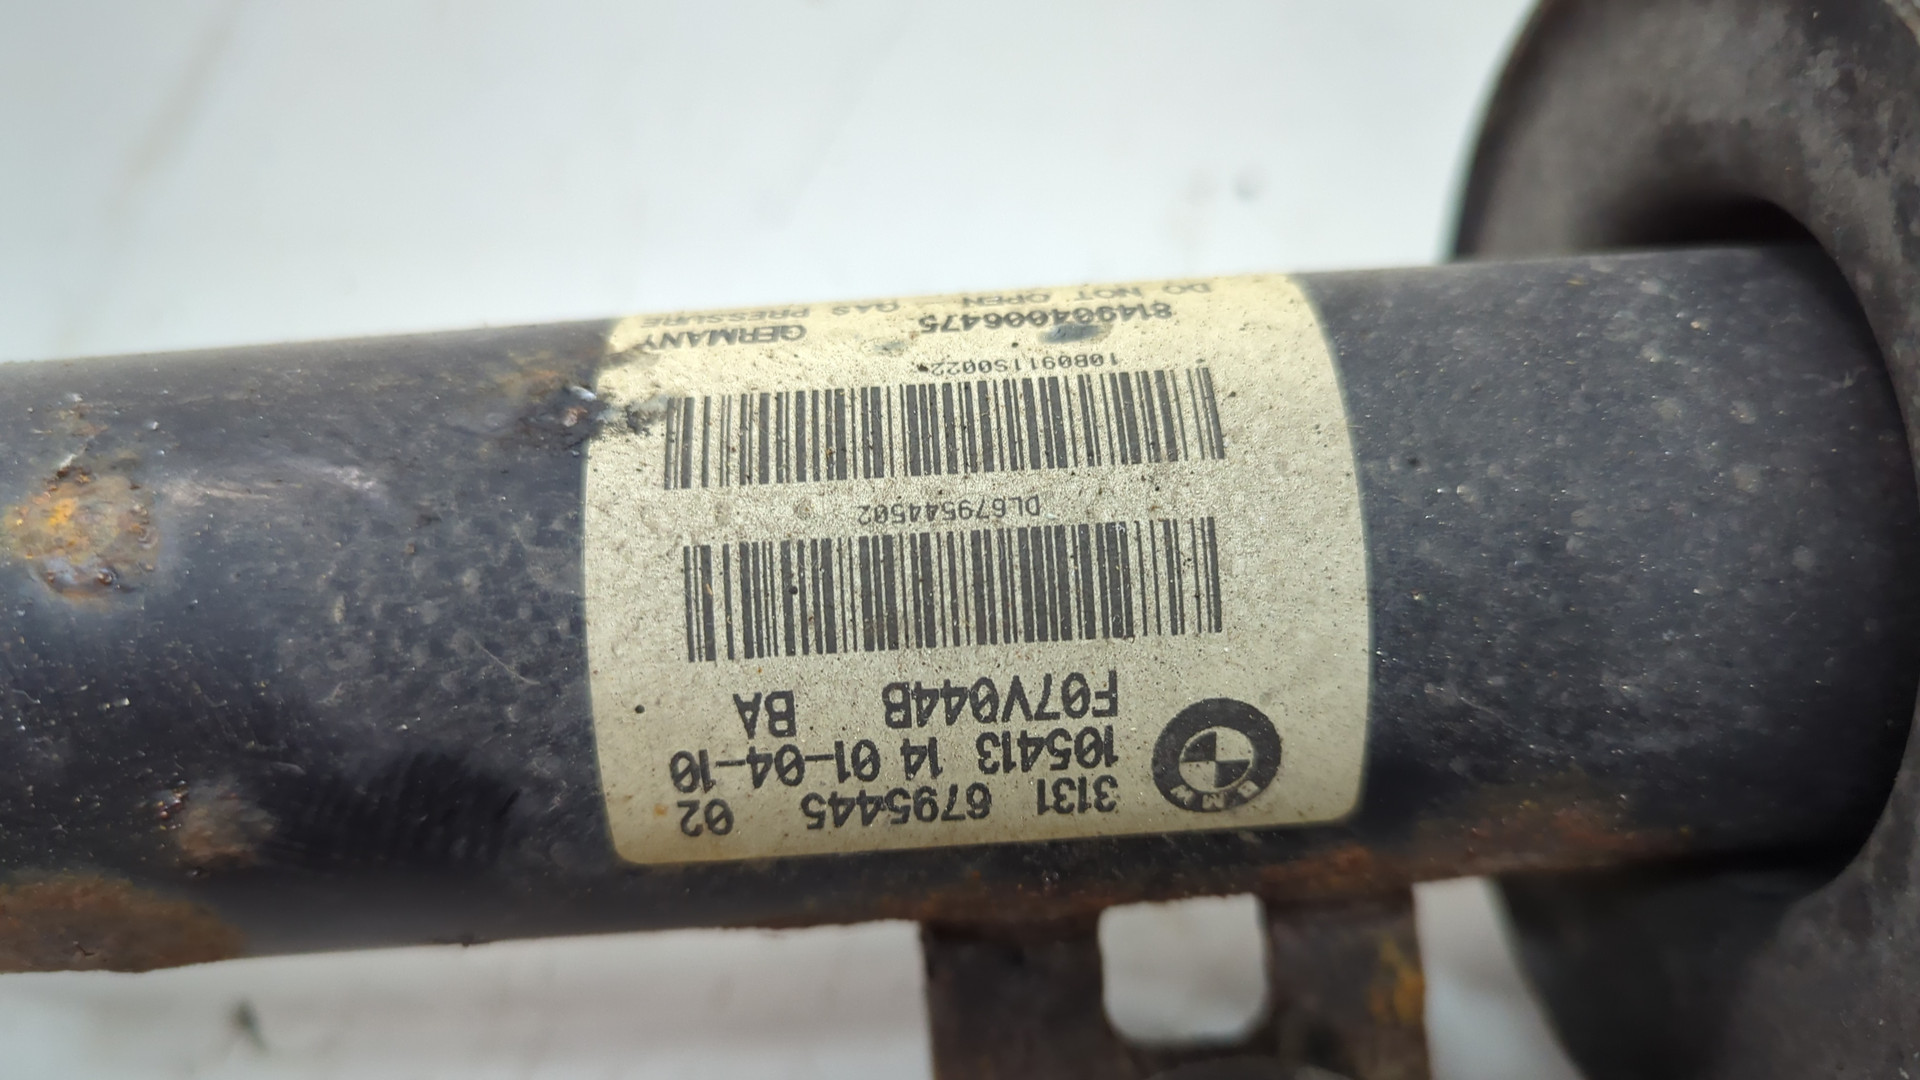 BMW
3131 6795445 02
105413 14 01-04-10
F07V044B BA
DL679544502
10B0911S0022
814904006475 GERMANY
DO NOT OPEN GAS PRESSURE